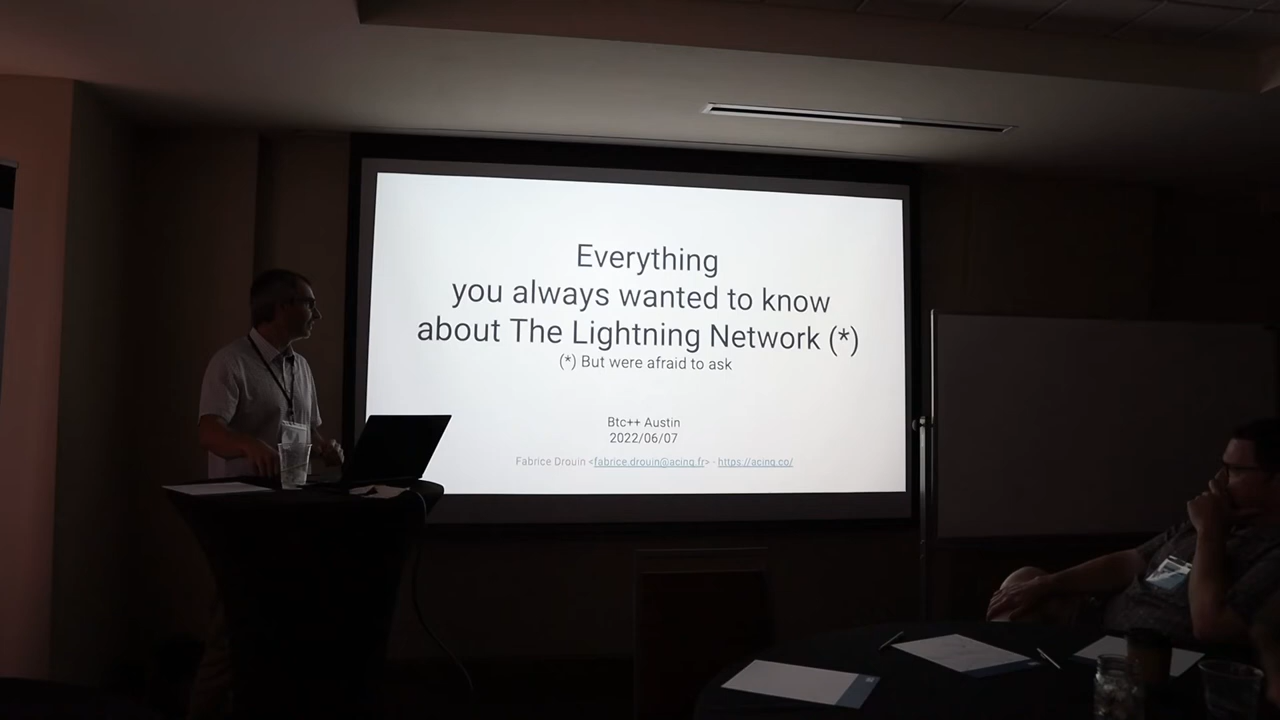 Everything
you always wanted to know
about The Lightning Network (*)
(*) But were afraid to ask
Btc++ Austin
2022/06/07
Fabrice Drouin <fabrice.drouin@acinq.fr> - https://acinq.co/